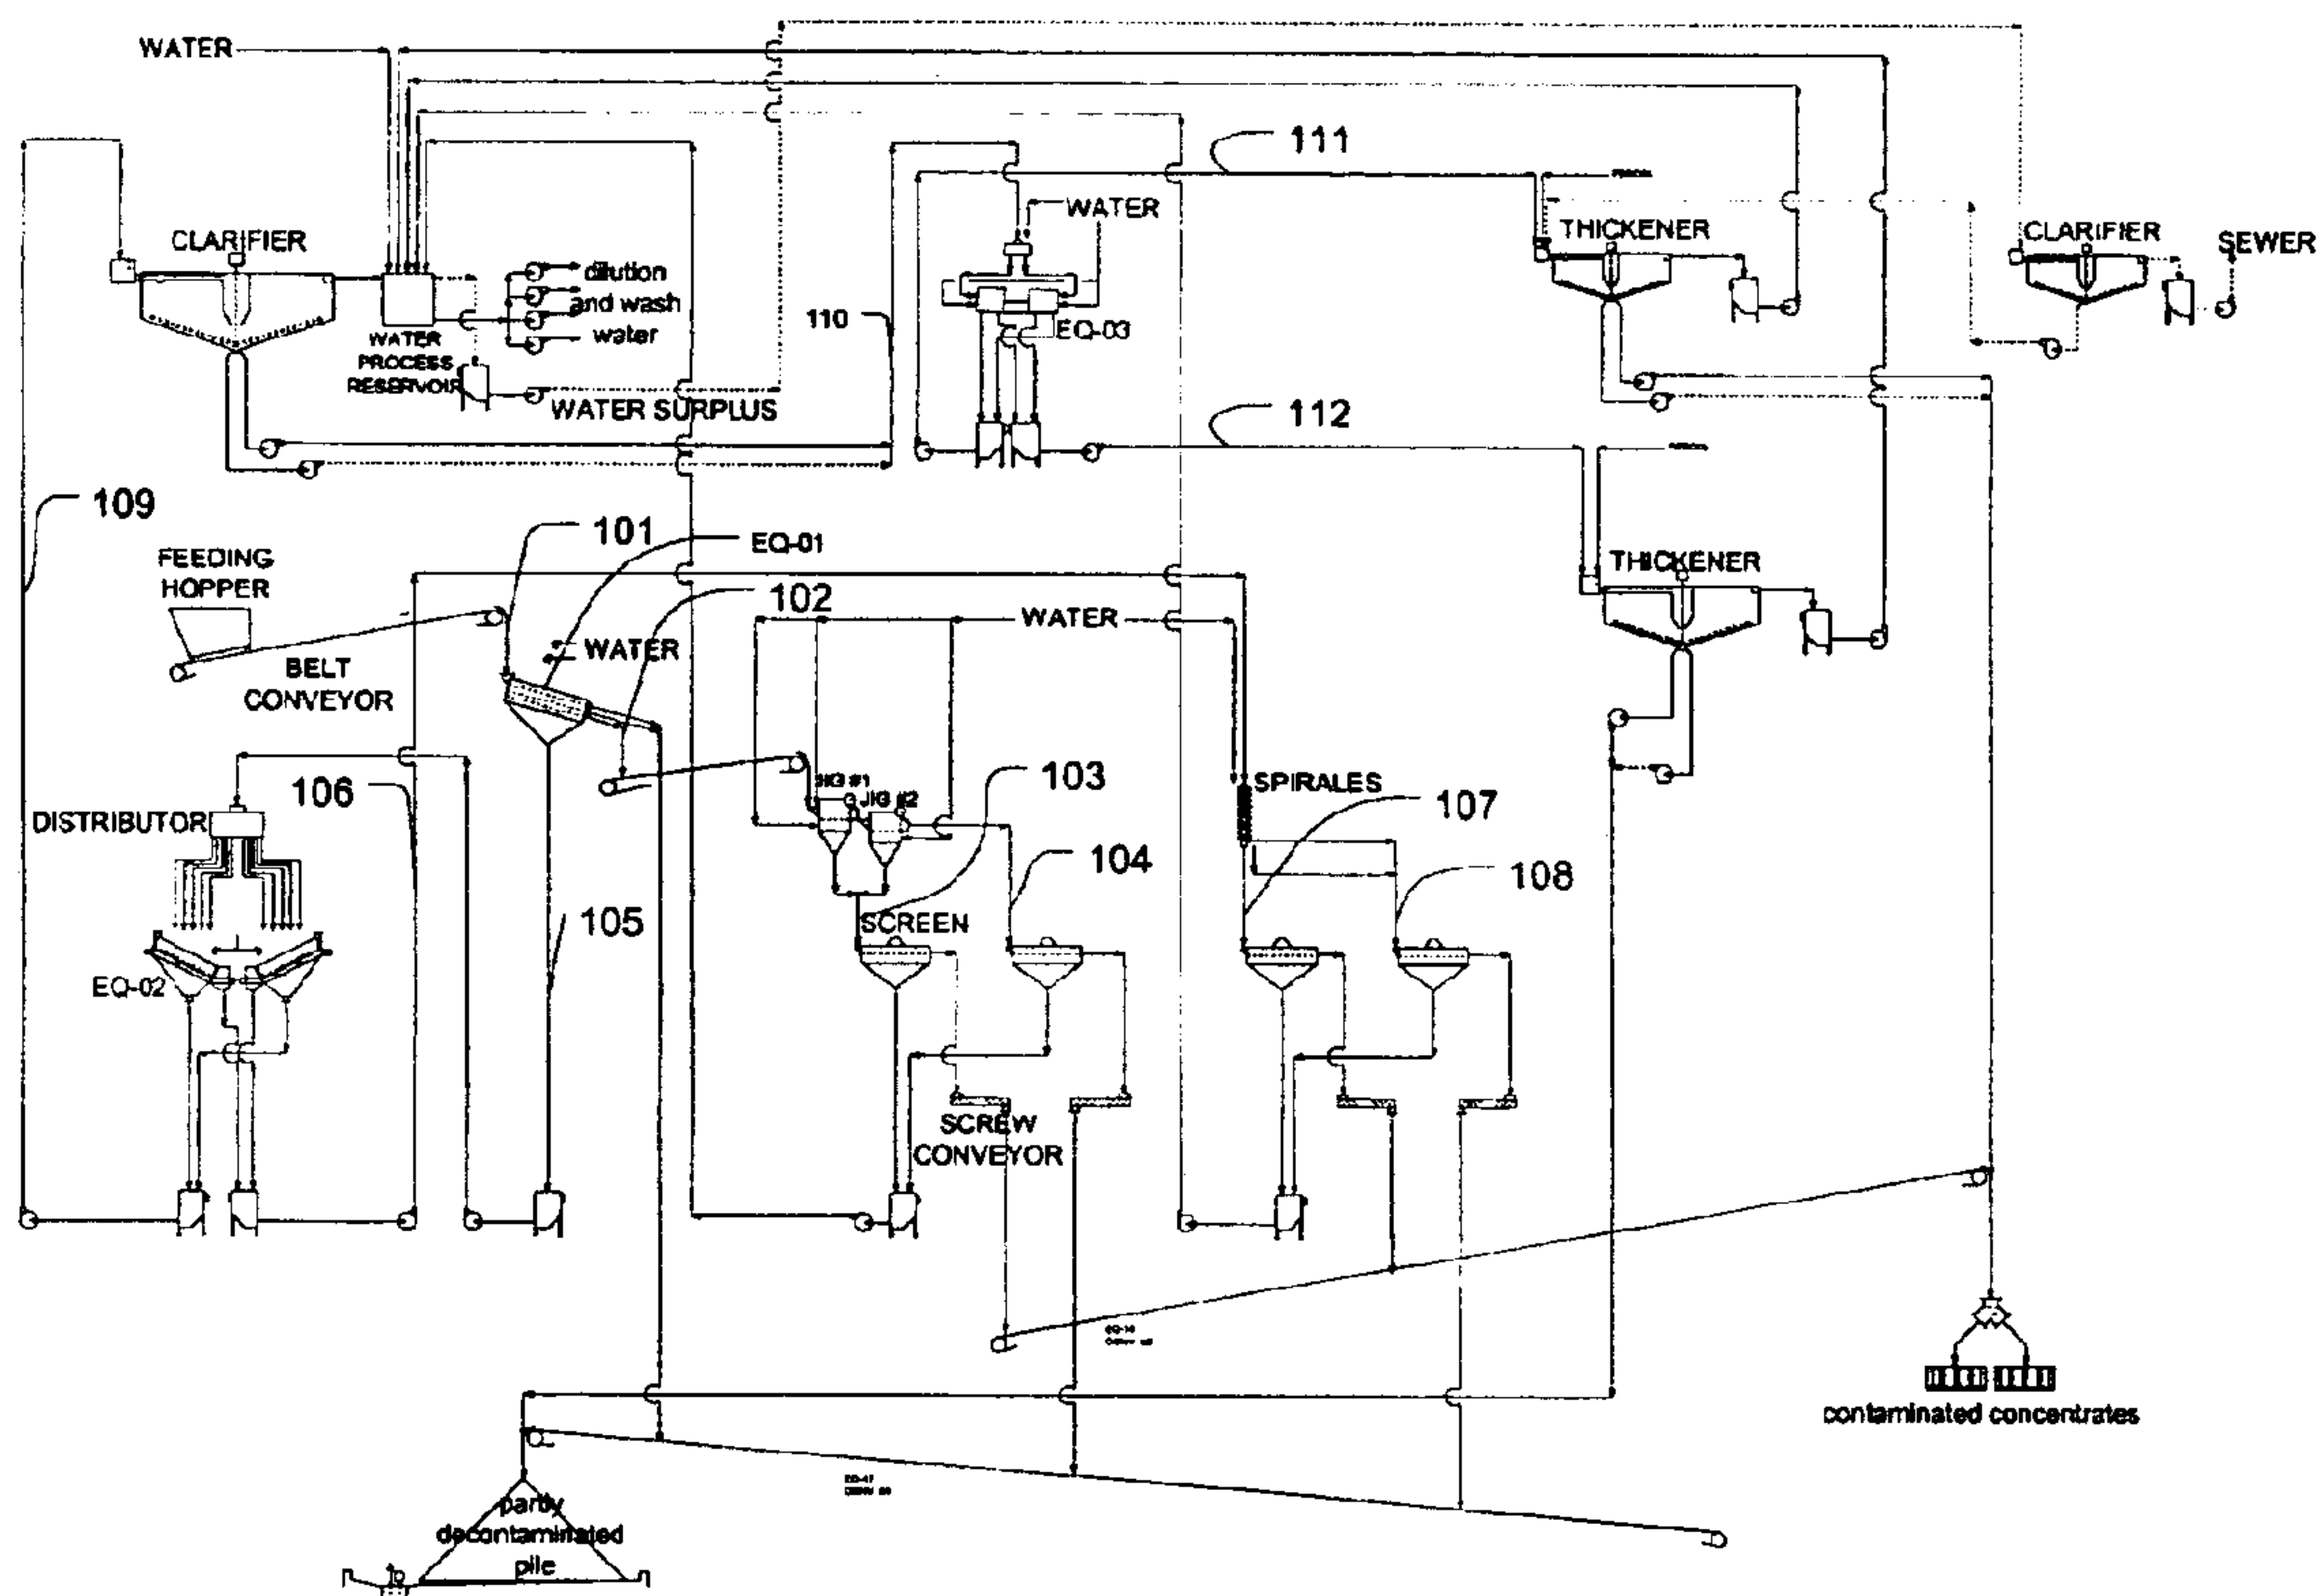 WATER
111
WATER
CLARIFIER
THICKENER
CLARIFIER
SEWER
dilution
and wash
water
110
EQ-03
WATER
PROCESS
RESERVOIR
WATER SURPLUS
112
109
101
EQ-01
FEEDING
HOPPER
THICKENER
102
WATER
WATER
BELT
CONVEYOR
103
JIG #1
JIG #2
SPIRALES
106
107
DISTRIBUTOR
104
108
105
SCREEN
EQ-02
SCREW
CONVEYOR
contaminated concentrates
partly
decontaminated
pile